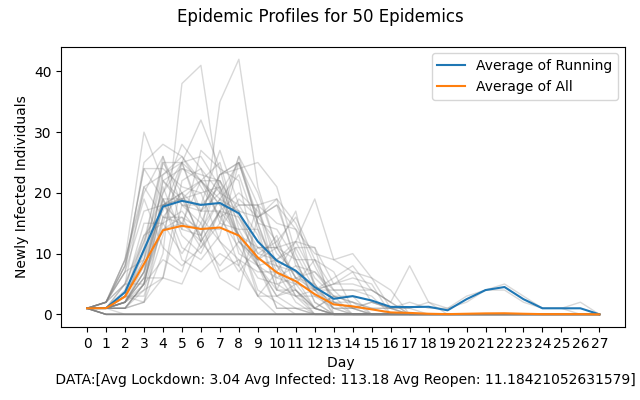 Epidemic Profiles for 50 Epidemics
Average of Running
Average of All
Newly Infected Individuals
40
30
20
10
0
0 1 2 3 4 5 6 7 8 9 10 11 12 13 14 15 16 17 18 19 20 21 22 23 24 25 26 27
Day
DATA:[Avg Lockdown: 3.04 Avg Infected: 113.18 Avg Reopen: 11.18421052631579]